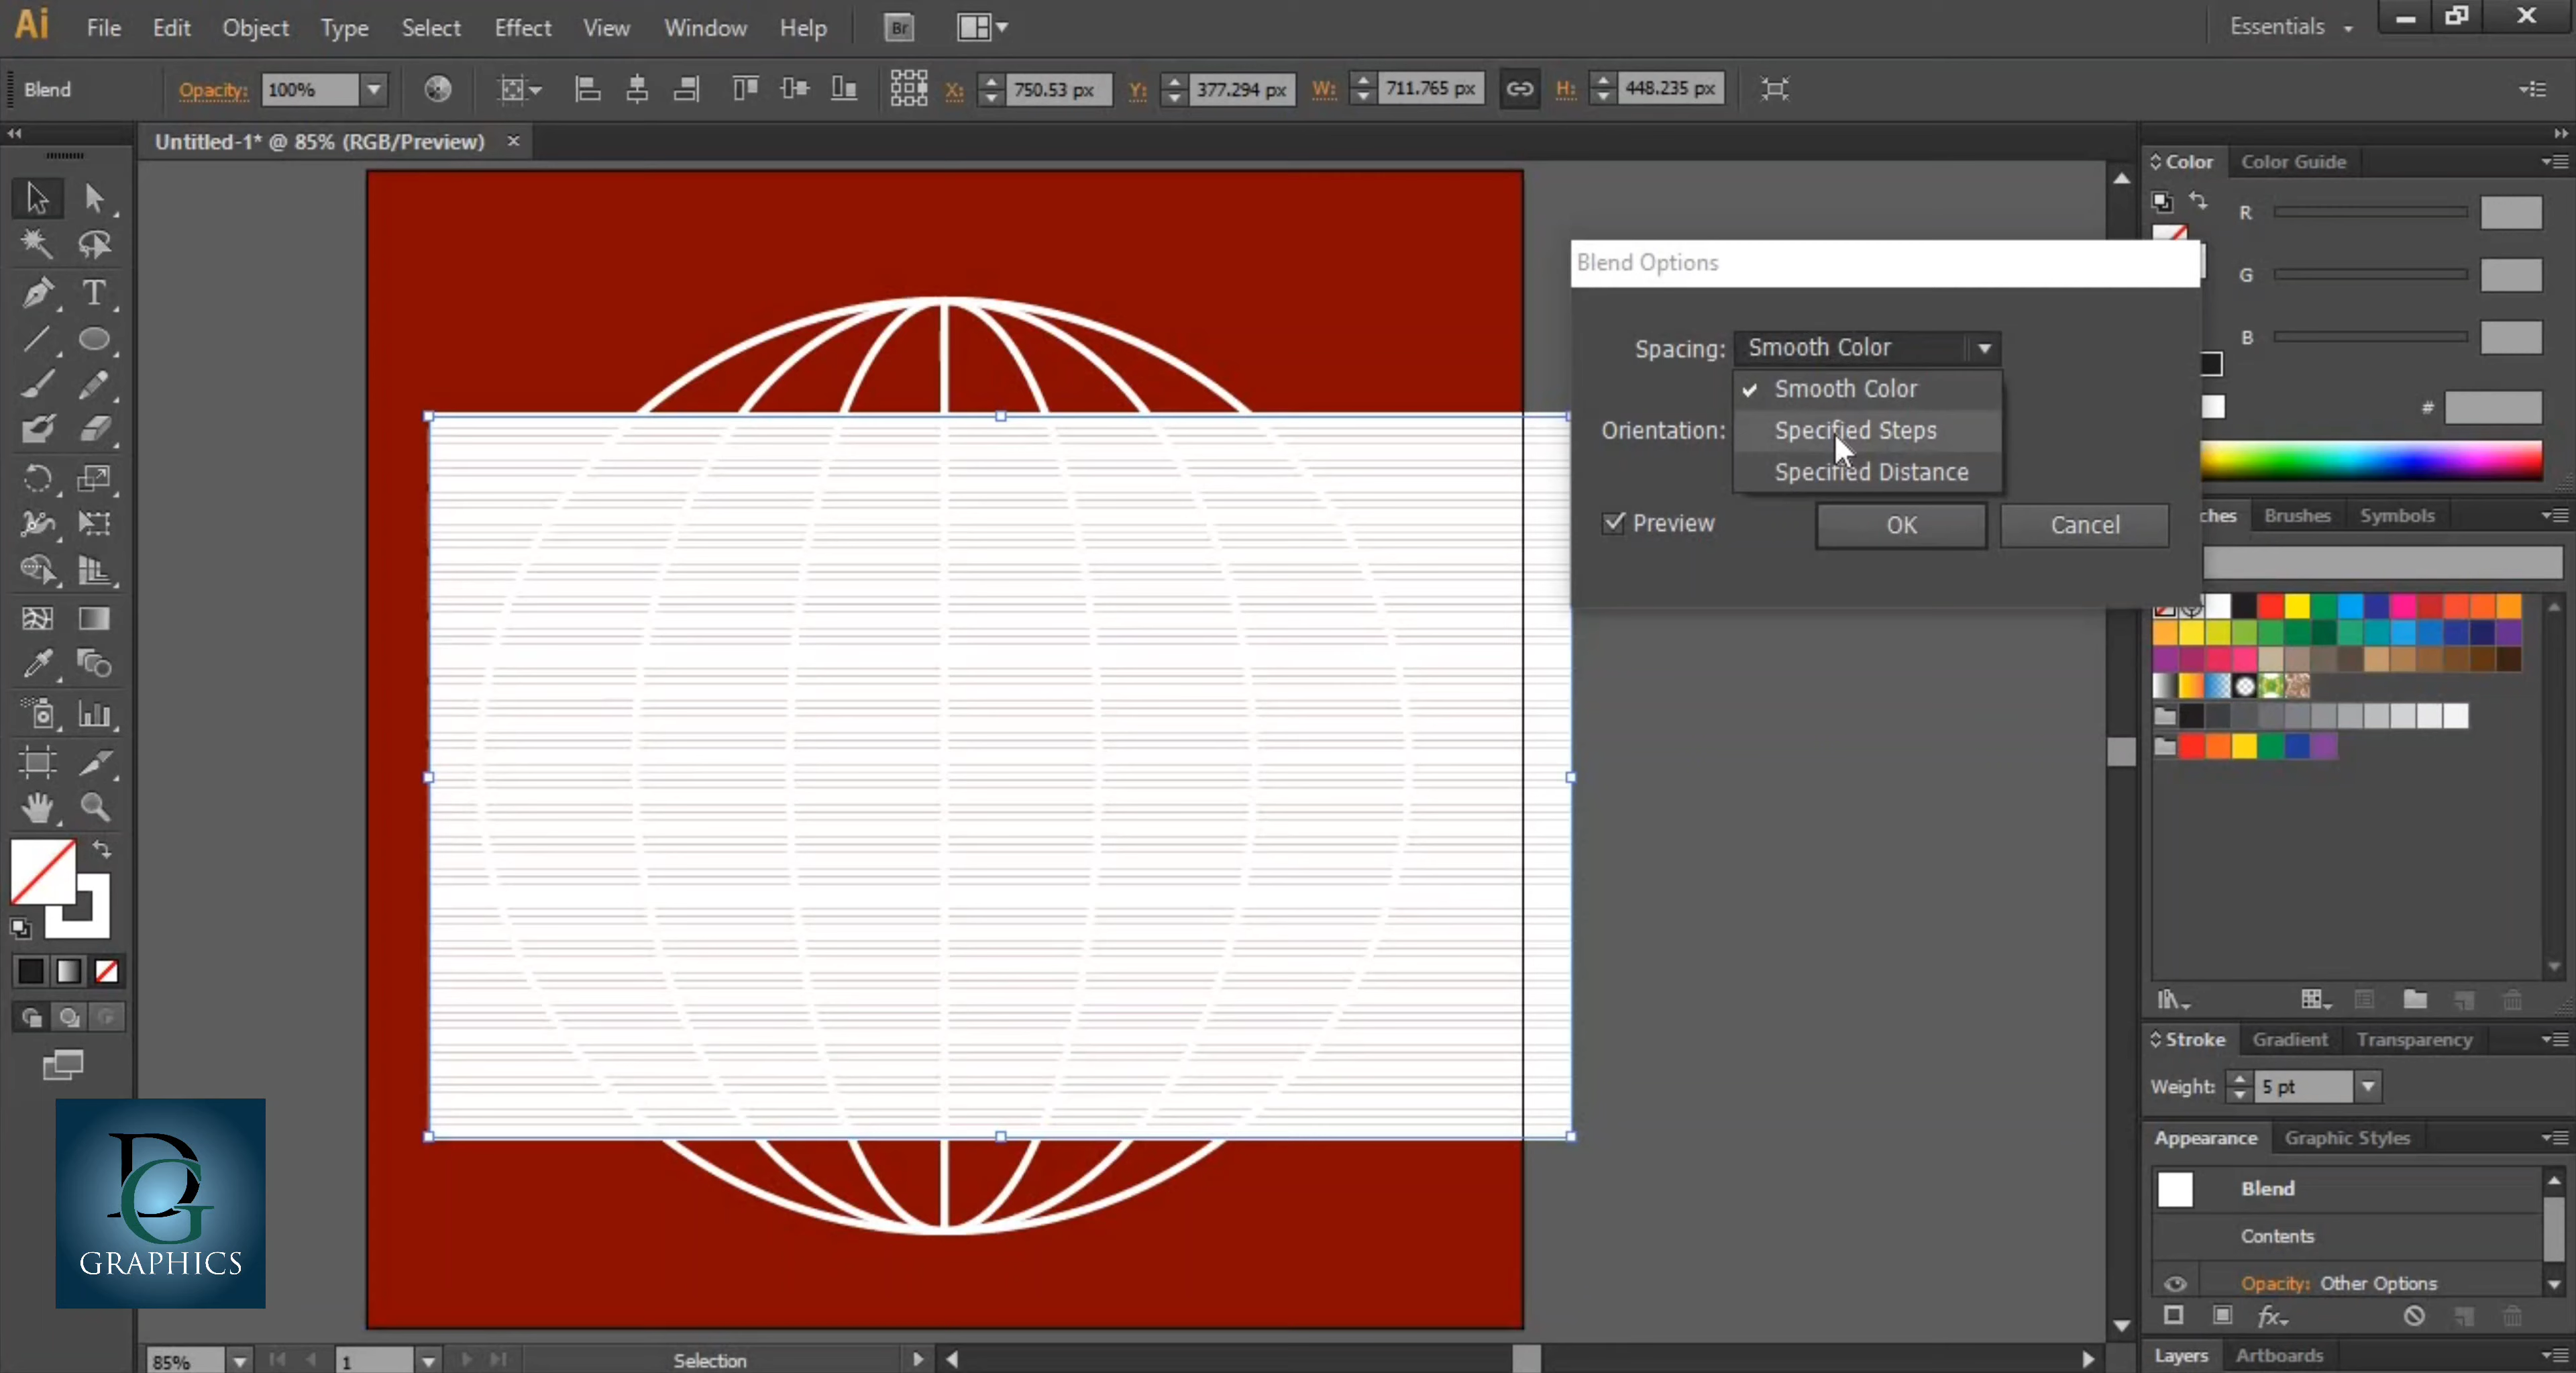 Ai File Edit Object Type Select Effect View Window Help Br Essentials
Blend Opacity: 100% X: 750.53 px Y: 377.294 px W: 711.765 px H: 448.235 px
Untitled-1* @ 85% (RGB/Preview)
Color Color Guide
R
G
B
#
Blend Options
Spacing: Smooth Color
Smooth Color
Orientation: Specified Steps
Specified Distance
Preview OK Cancel
ches Brushes Symbols
Stroke Gradient Transparency
Weight: 5 pt
Appearance Graphic Styles
Blend
Contents
Opacity: Other Options
fx
Layers Artboards
DG
GRAPHICS
85% 1 Selection